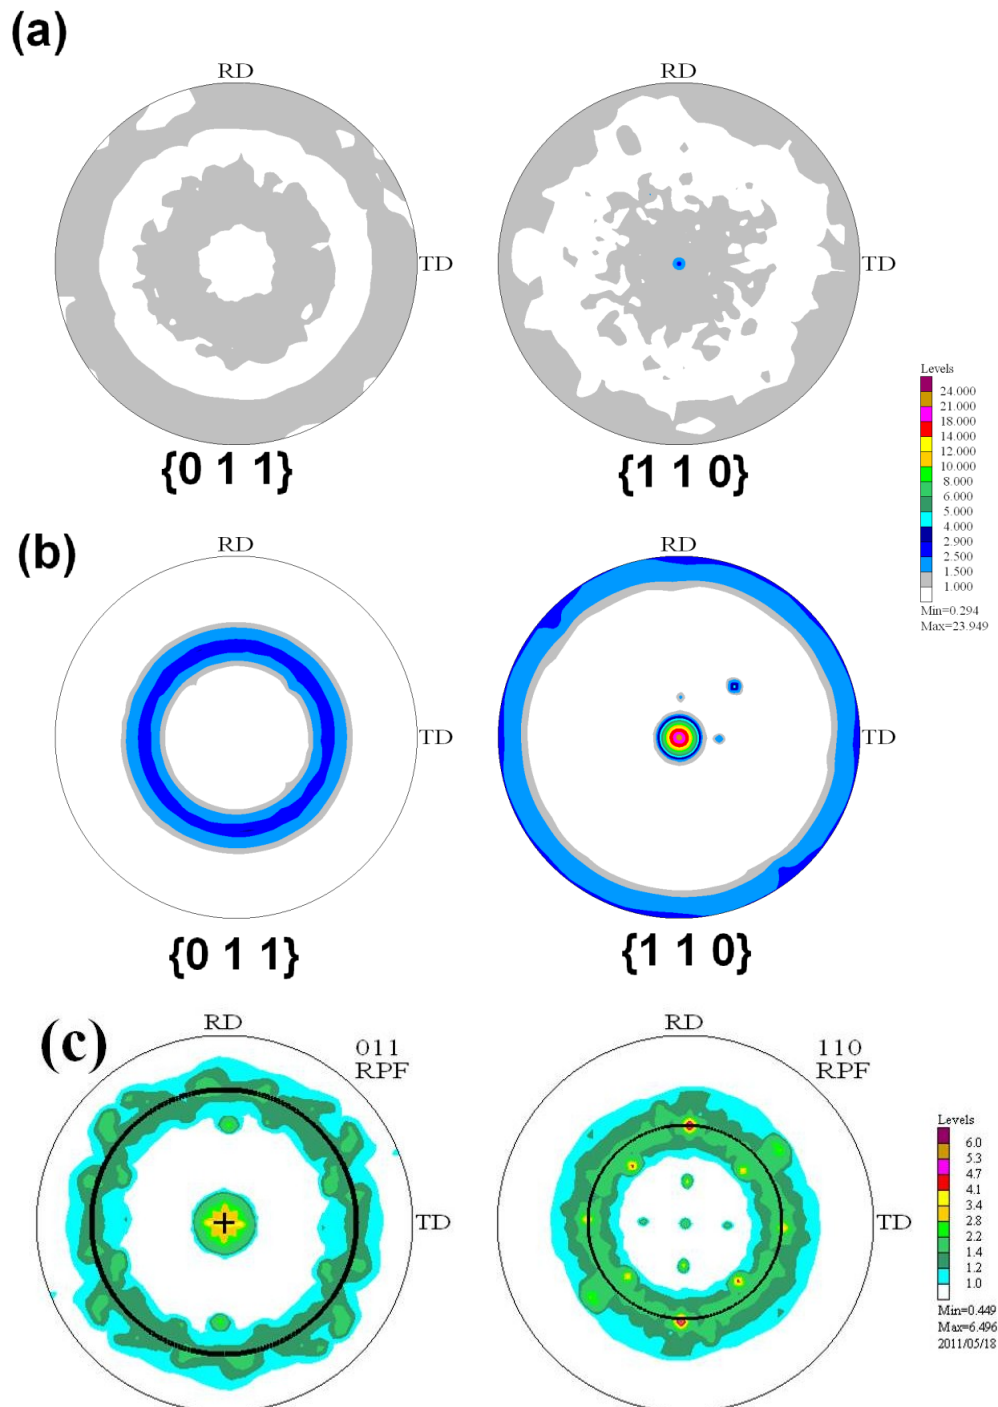 (a)
RD
RD
TD
TD
{0 1 1}
{1 1 0}
Levels
24.000
21.000
18.000
14.000
12.000
10.000
8.000
6.000
5.000
4.000
2.900
2.500
1.500
1.000
Min=0.294
Max=23.949
(b)
RD
RD
TD
TD
{0 1 1}
{1 1 0}
(c)
RD
011
RPF
TD
RD
110
RPF
TD
Levels
6.0
5.3
4.7
4.1
3.4
2.8
2.2
1.4
1.2
1.0
Min=0.449
Max=6.496
2011/05/18